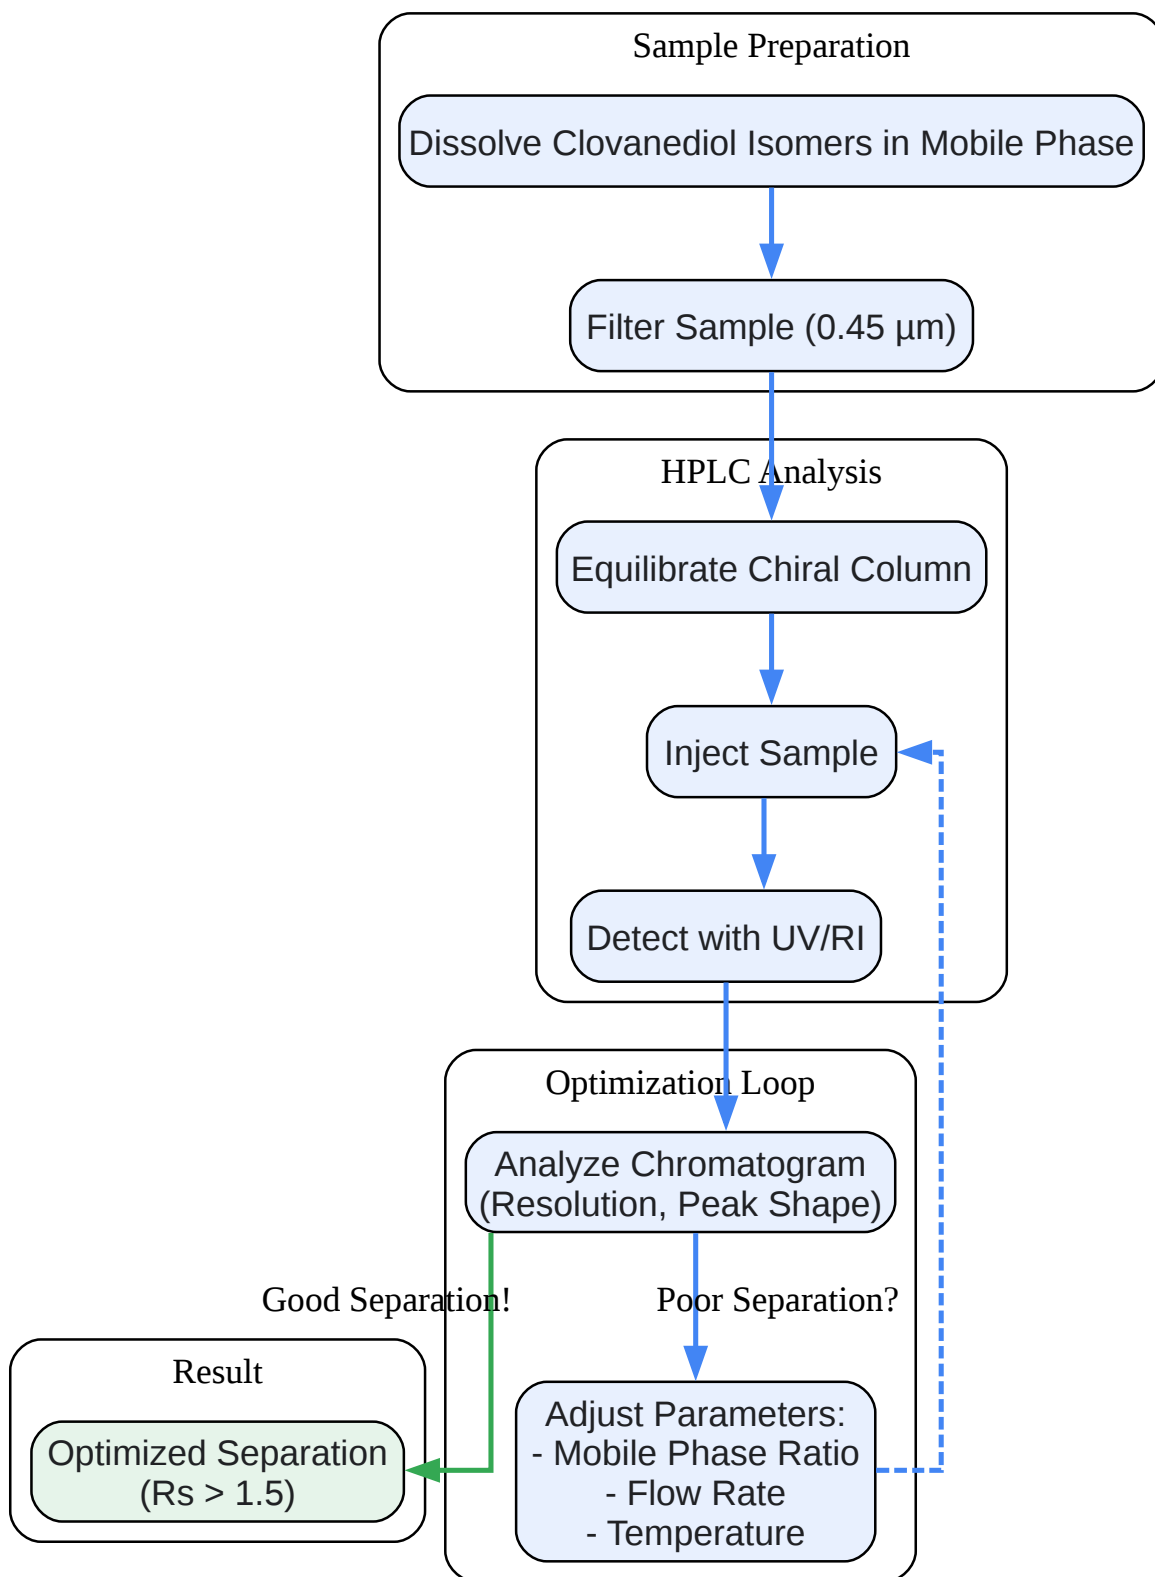 Sample Preparation
Dissolve Clovanediol Isomers in Mobile Phase
Filter Sample (0.45 µm)
HPLC Analysis
Equilibrate Chiral Column
Inject Sample
Detect with UV/RI
Optimization Loop
Analyze Chromatogram
(Resolution, Peak Shape)
Good Separation!
Poor Separation?
Result
Optimized Separation
(Rs > 1.5)
Adjust Parameters:
- Mobile Phase Ratio
- Flow Rate
- Temperature